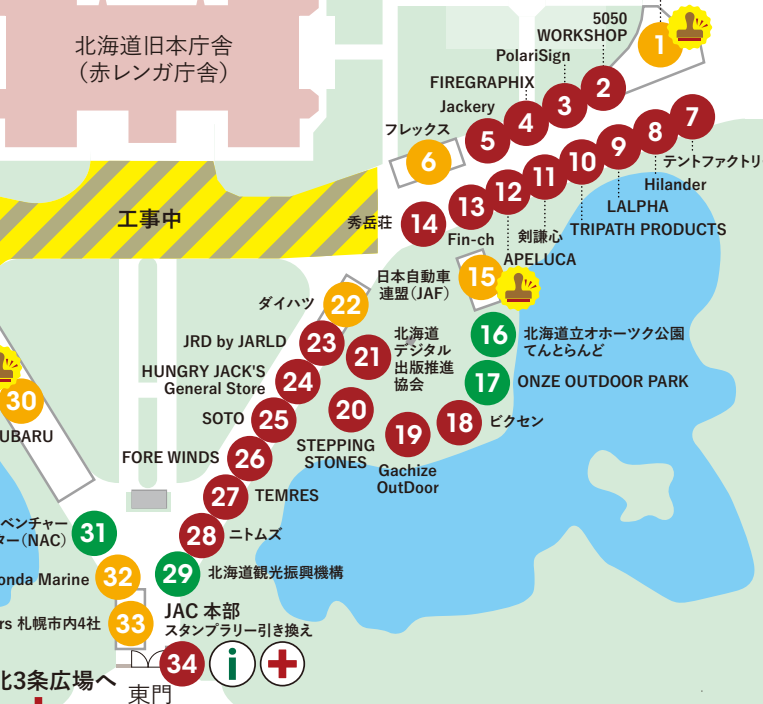 5050
WORKSHOP
1
北海道旧本庁舎
（赤レンガ庁舎）
PolariSign
2
FIREGRAPHIX
3
Jackery
4
フレックス
5
6
7
8
9
テントファクトリ
10
Hilander
11
LALPHA
12
TRIPATH PRODUCTS
13
剣謙心
14
秀岳荘
Fin-ch
APELUCA
工事中
日本自動車
連盟（JAF）
15
ダイハツ
22
16
北海道立オホーツク公園
てんとらんど
JRD by JARLD
23
21
北海道
デジタル
出版推進
協会
17
ONZE OUTDOOR PARK
HUNGRY JACK'S
General Store
24
30
UBARU
SOTO
25
20
STEPPING
STONES
19
Gachize
OutDoor
18
ビクセン
FORE WINDS
26
27
TEMRES
ベンチャー
ター（NAC）
31
28
ニトムズ
onda Marine
32
29
北海道観光振興機構
rs 札幌市内4社
33
JAC 本部
スタンプラリー引き換え
34
i
北3条広場へ
東門